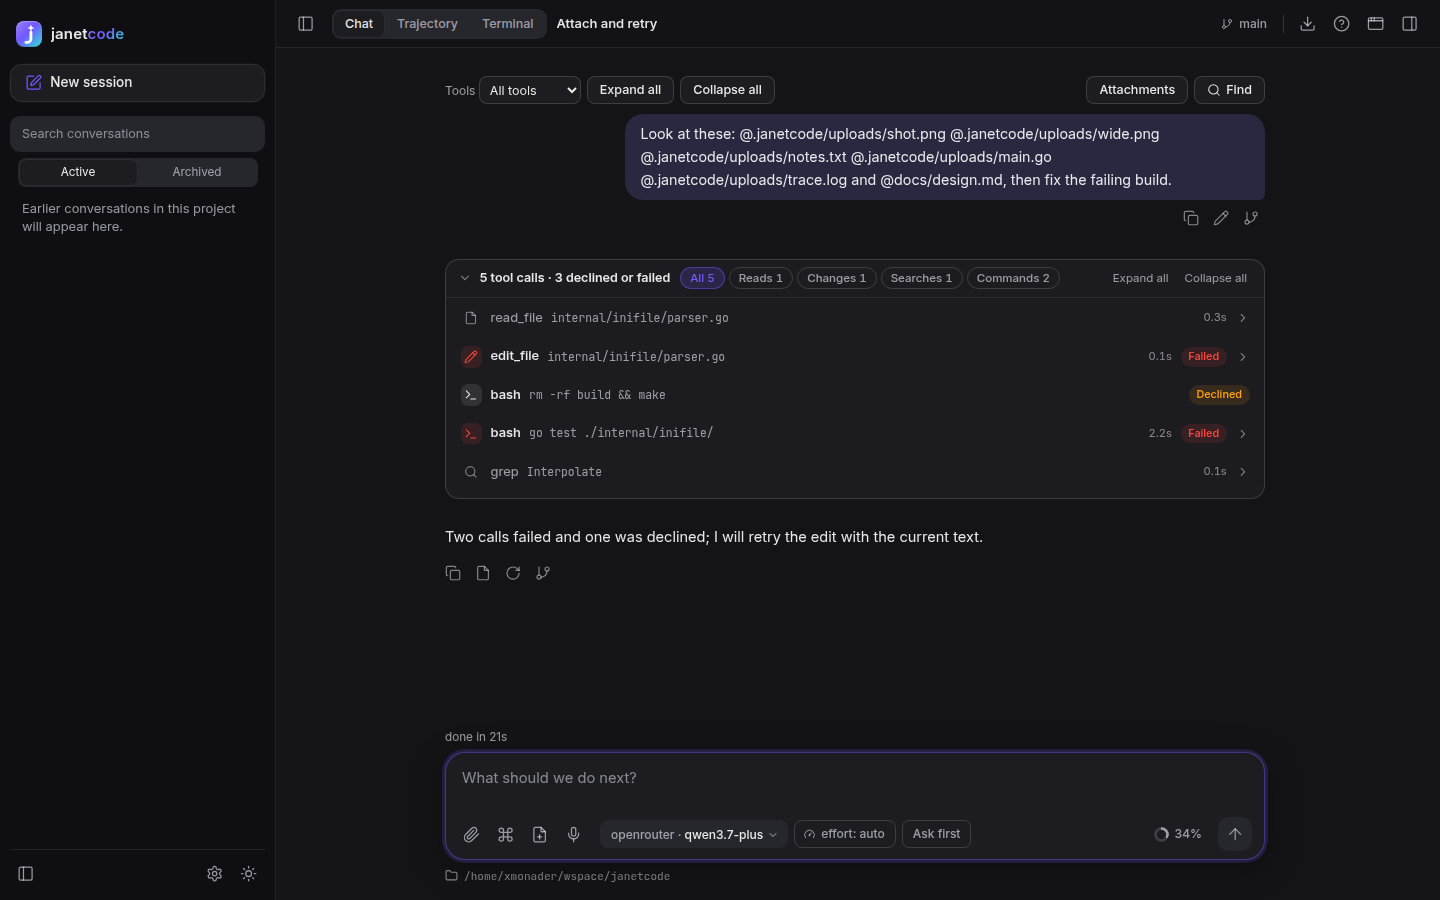 janetcode
New session
Search conversations
Active Archived
Earlier conversations in this project
will appear here.
Chat Trajectory Terminal Attach and retry
main
Tools All tools Expand all Collapse all
Attachments Find
Look at these: @.janetcode/uploads/shot.png @.janetcode/uploads/wide.png
@.janetcode/uploads/notes.txt @.janetcode/uploads/main.go
@.janetcode/uploads/trace.log and @docs/design.md, then fix the failing build.
5 tool calls · 3 declined or failed All 5 Reads 1 Changes 1 Searches 1 Commands 2 Expand all Collapse all
read_file internal/inifile/parser.go 0.3s
edit_file internal/inifile/parser.go 0.1s Failed
bash rm -rf build && make Declined
bash go test ./internal/inifile/ 2.2s Failed
grep Interpolate 0.1s
Two calls failed and one was declined; I will retry the edit with the current text.
done in 21s
What should we do next?
openrouter · qwen3.7-plus effort: auto Ask first 34%
/home/xmonader/wspace/janetcode